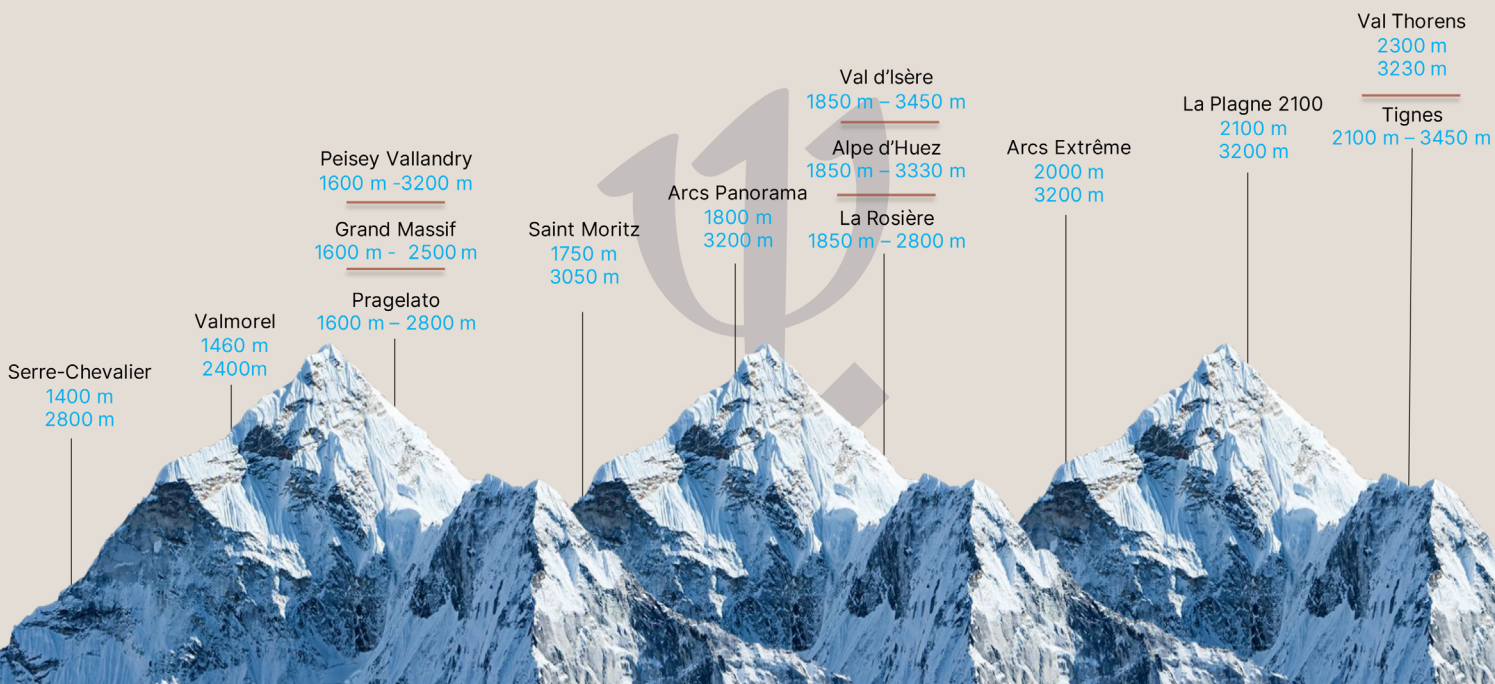 Serre-Chevalier
1400 m
2800 m
Valmorel
1460 m
2400m
Peisey Vallandry
1600 m -3200 m
Grand Massif
1600 m -  2500 m
Pragelato
1600 m – 2800 m
Saint Moritz
1750 m
3050 m
Arcs Panorama
1800 m
3200 m
Val d’Isère
1850 m – 3450 m
Alpe d’Huez
1850 m – 3330 m
La Rosière
1850 m – 2800 m
Arcs Extrême
2000 m
3200 m
La Plagne 2100
2100 m
3200 m
Val Thorens
2300 m
3230 m
Tignes
2100 m – 3450 m